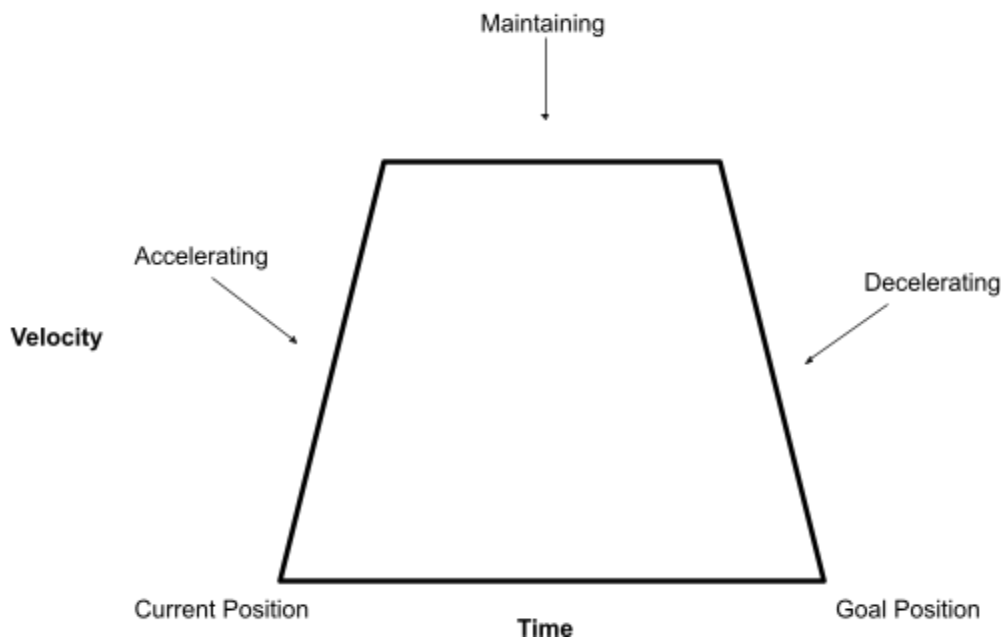 Maintaining
Accelerating
Decelerating
Velocity
Current Position
Goal Position
Time